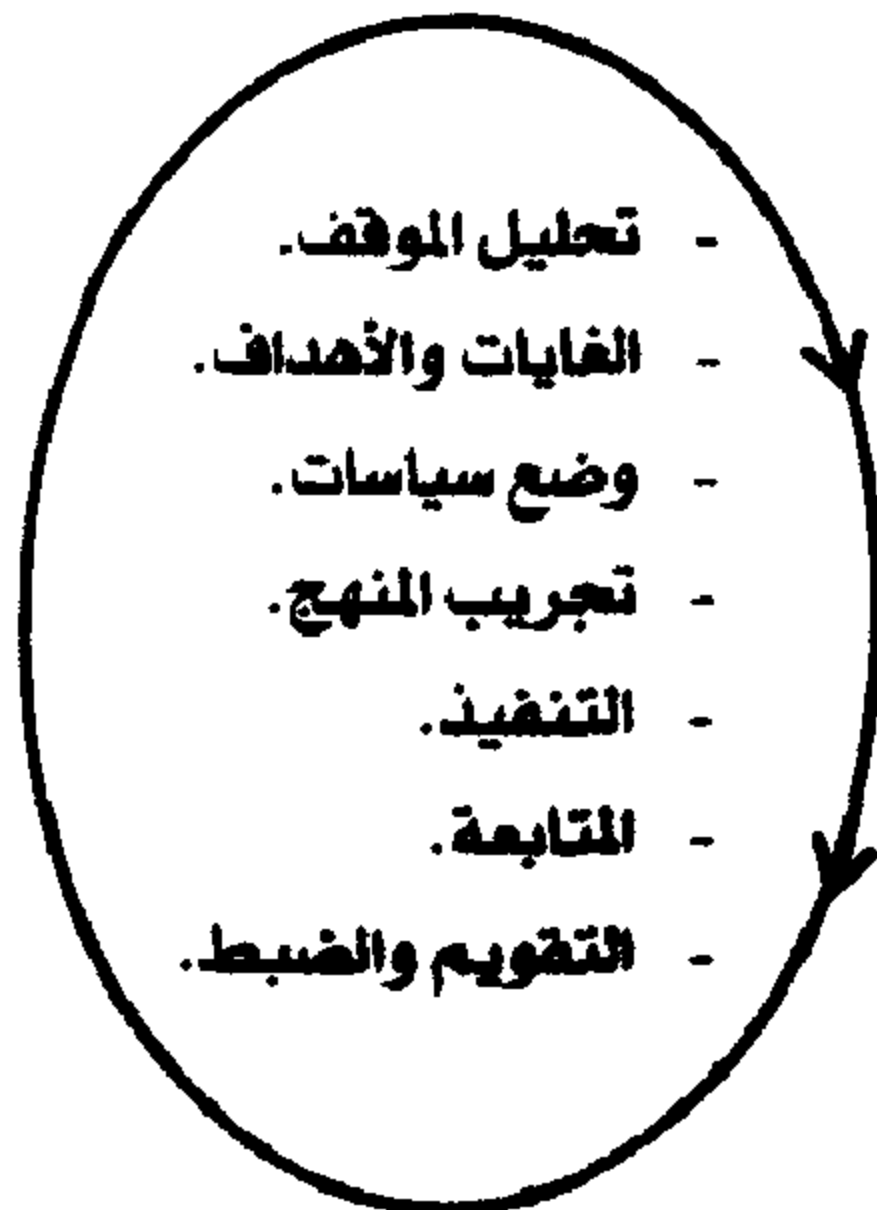 - تحليل الموقف.
- الغايات والأهداف.
- وضع سياسات.
- تجريب المنهج.
- التنفيذ.
- المتابعة.
- التقويم والضبط.